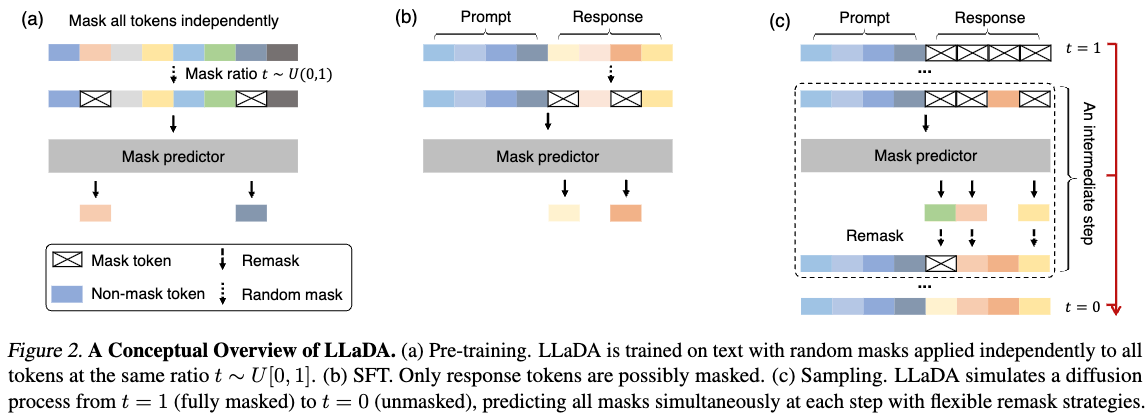 (a)
Mask all tokens independently
Mask ratio t ~ U(0,1)
Mask predictor
Mask token
Remask
Non-mask token
Random mask
(b)
Prompt
Response
Mask predictor
(c)
Prompt
Response
t = 1
...
Mask predictor
An intermediate step
Remask
...
t = 0
Figure 2. A Conceptual Overview of LLaDA. (a) Pre-training. LLaDA is trained on text with random masks applied independently to all
tokens at the same ratio t ∼ U[0, 1]. (b) SFT. Only response tokens are possibly masked. (c) Sampling. LLaDA simulates a diffusion
process from t = 1 (fully masked) to t = 0 (unmasked), predicting all masks simultaneously at each step with flexible remask strategies.